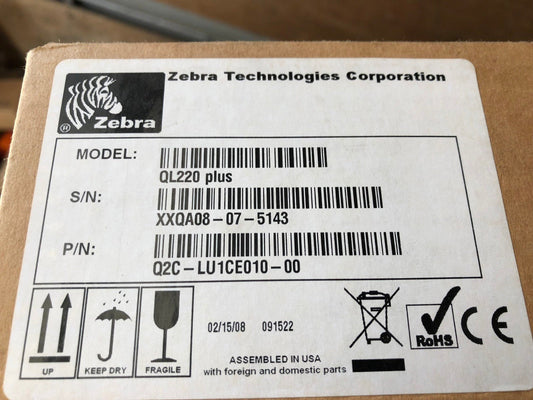 Zebra Technologies Corporation
® Zebra
MODEL:
QL220 plus
S/N:
XXQA08-07-5143
P/N:
Q2C-LU1CE010-00
UP
KEEP DRY
FRAGILE
02/15/08 091522
RoHS
CE
ASSEMBLED IN USA
with foreign and domestic parts